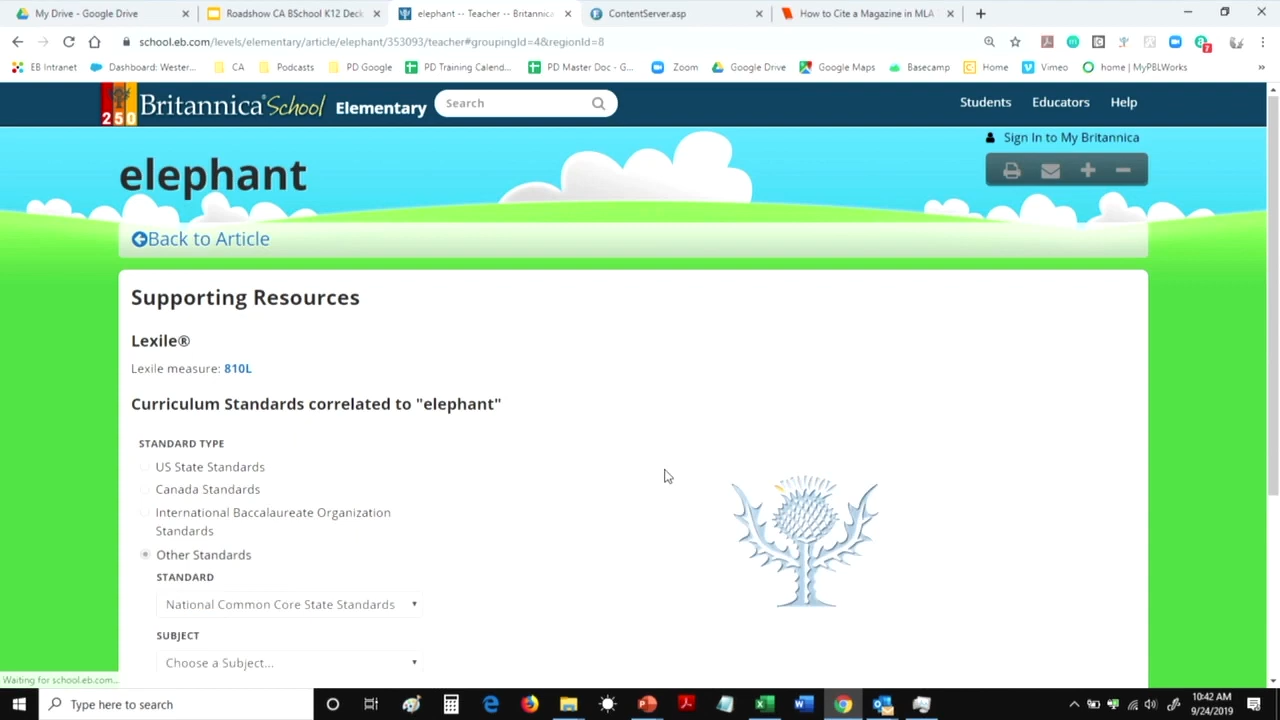 My Drive - Google Drive
Roadshow CA BSchool K12 Deck
elephant -- Teacher -- Britannica
ContentServer.asp
How to Cite a Magazine in MLA
school.eb.com/levels/elementary/article/elephant/353093/teacher#groupingId=4&regionId=8
EB Intranet
Dashboard: Wester...
CA
Podcasts
PD Google
PD Training Calend...
PD Master Doc - G...
Zoom
Google Drive
Google Maps
Basecamp
Home
Vimeo
home | MyPBLWorks
250
Britannica School Elementary
Search
Students
Educators
Help
Sign In to My Britannica
elephant
Back to Article
Supporting Resources
Lexile®
Lexile measure: 810L
Curriculum Standards correlated to "elephant"
STANDARD TYPE
US State Standards
Canada Standards
International Baccalaureate Organization
Standards
Other Standards
STANDARD
National Common Core State Standards
SUBJECT
Choose a Subject...
Waiting for school.eb.com...
Type here to search
10:42 AM
9/24/2019